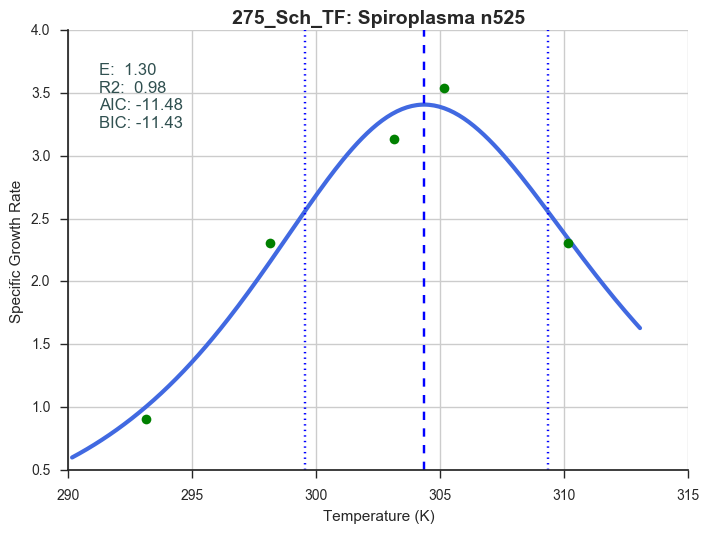 275_Sch_TF: Spiroplasma n525
E:  1.30
R2:  0.98
AIC: -11.48
BIC: -11.43
Specific Growth Rate
4.0
3.5
3.0
2.5
2.0
1.5
1.0
0.5
290 295 300 305 310 315
Temperature (K)